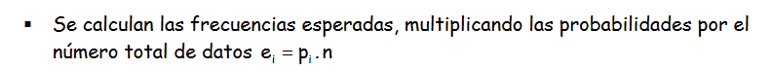 ▪ Se calculan las frecuencias esperadas, multiplicando las probabilidades por el
número total de datos eᵢ = pᵢ.n